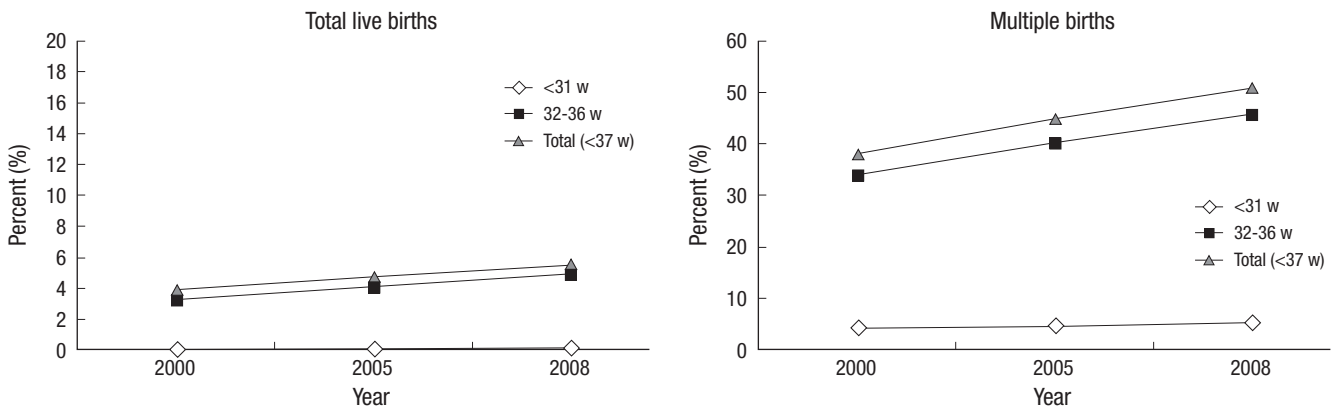 Total live births
20
18
16
14
12
10
8
6
4
2
0
Percent (%)
<31 w
32-36 w
Total (<37 w)
2000
2005
2008
Year
Multiple births
60
50
40
30
20
10
0
Percent (%)
<31 w
32-36 w
Total (<37 w)
2000
2005
2008
Year